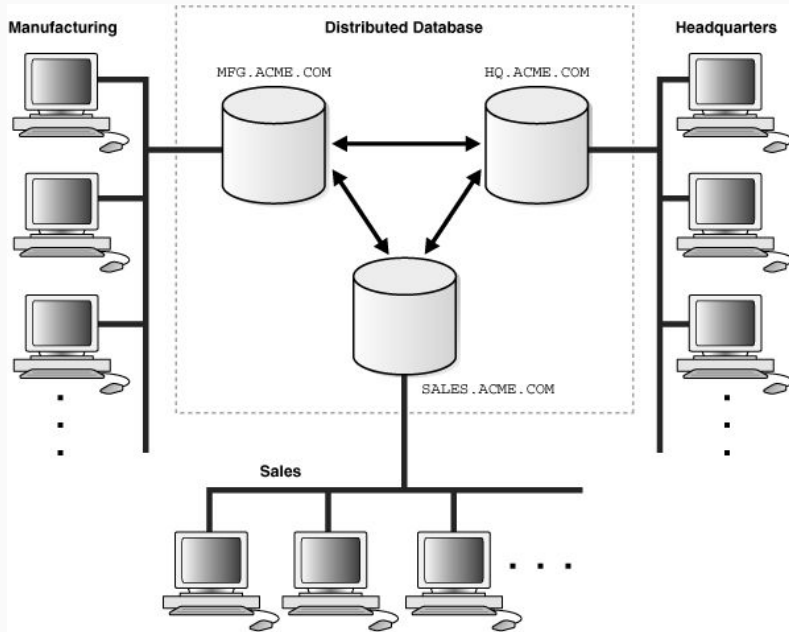 Manufacturing
Distributed Database
Headquarters
MFG.ACME.COM
HQ.ACME.COM
SALES.ACME.COM
Sales